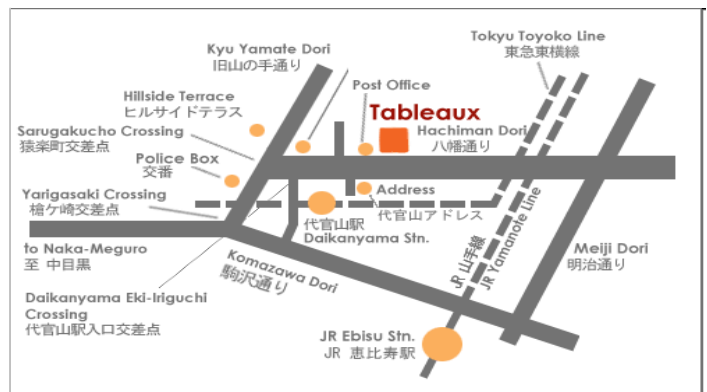 Tokyu Toyoko Line
東急東横線
Kyu Yamate Dori
旧山の手通り
Post Office
Hillside Terrace
ヒルサイドテラス
Tableaux
Hachiman Dori
八幡通り
Sarugakucho Crossing
猿楽町交差点
Police Box
交番
Yarigasaki Crossing
槍ケ崎交差点
Address
代官山アドレス
代官山駅
Daikanyama Stn.
to Naka-Meguro
至 中目黒
Komazawa Dori
駒沢通り
JR 山手線
JR Yamanote Line
Meiji Dori
明治通り
Daikanyama Eki-Iriguchi
Crossing
代官山駅入口交差点
JR Ebisu Stn.
JR 恵比寿駅